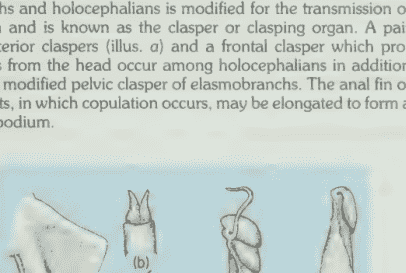 hs and holocephalians is modified for the transmission o
and is known as the clasper or clasping organ. A pai
terior claspers (illus. a) and a frontal clasper which pro
from the head occur among holocephalians in addition
modified pelvic clasper of elasmobranchs. The anal fin o
ts, in which copulation occurs, may be elongated to form a
podium.
(b)